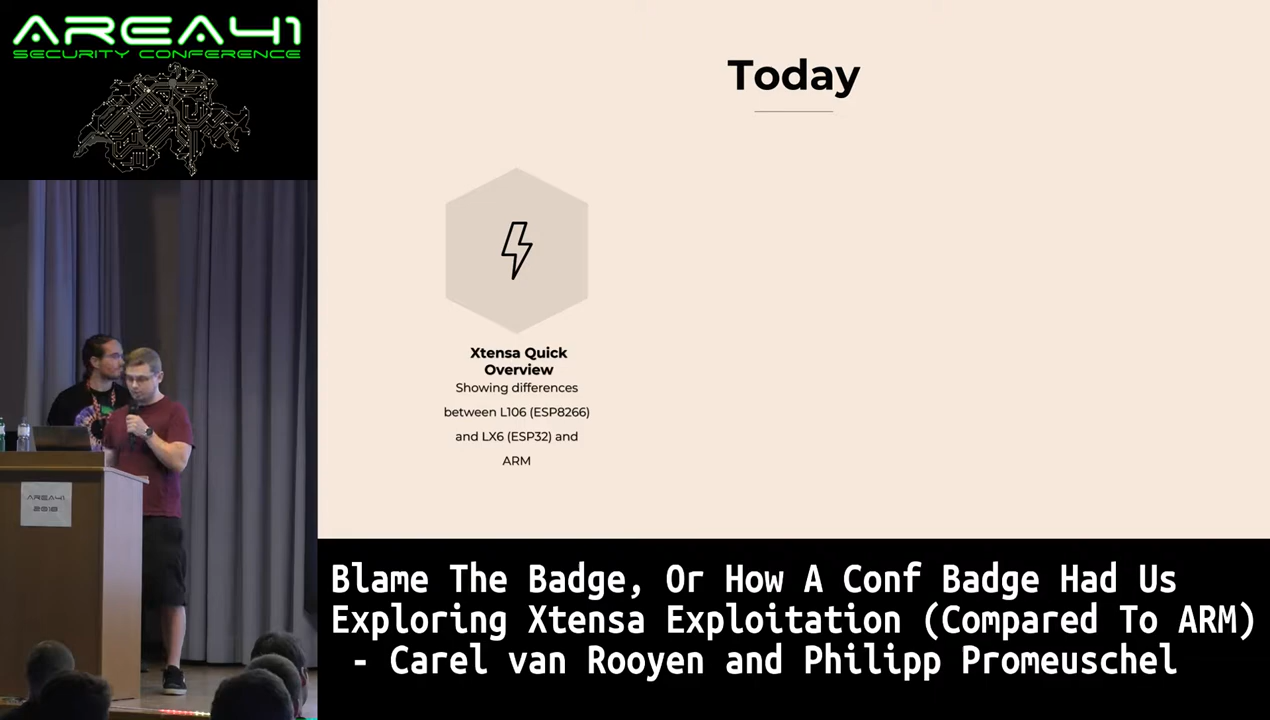 AREA41
SECURITY CONFERENCE
Today
Xtensa Quick
Overview
Showing differences
between L106 (ESP8266)
and LX6 (ESP32) and
ARM
AREA41
2018
Blame The Badge, Or How A Conf Badge Had Us
Exploring Xtensa Exploitation (Compared To ARM)
- Carel van Rooyen and Philipp Promeuschel